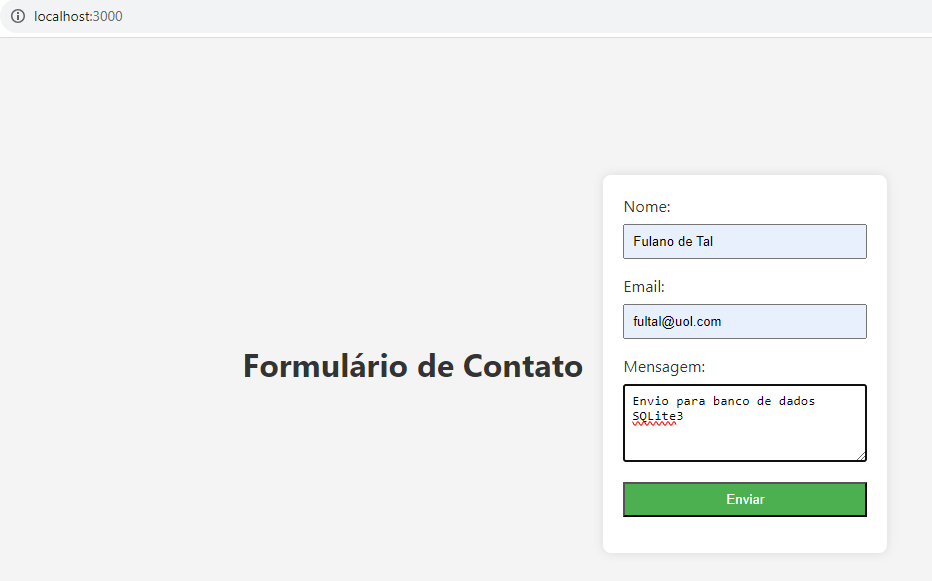 localhost:3000
Formulário de Contato
Nome:
Fulano de Tal
Email:
fultal@uol.com
Mensagem:
Envio para banco de dados
SQLite3
Enviar